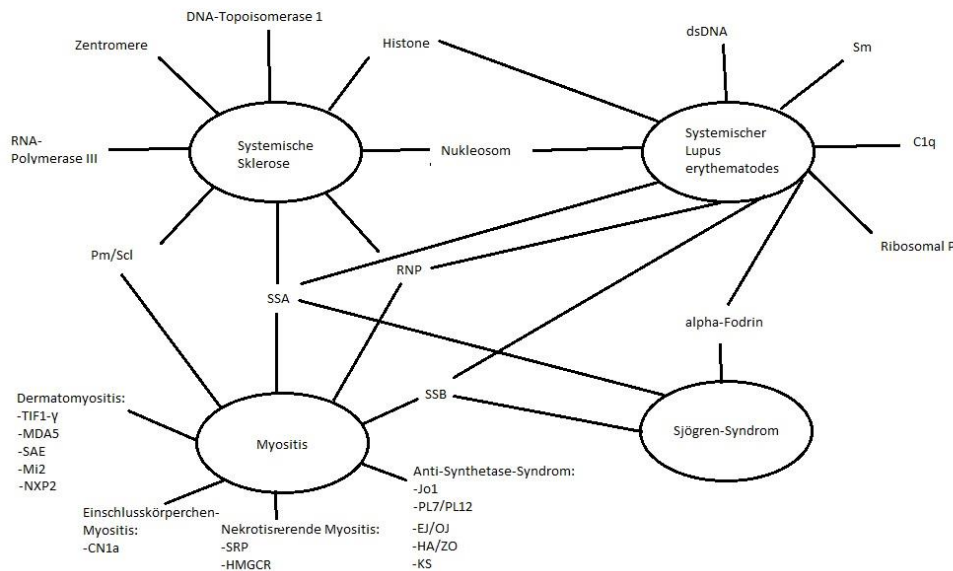 DNA-Topoisomerase 1
Zentromere
Histone
dsDNA
Sm
RNA-
Polymerase III
Systemische
Sklerose
Nukleosom
Systemischer
Lupus
erythematodes
C1q
Ribosomal P
Pm/Scl
RNP
SSA
alpha-Fodrin
SSB
Dermatomyositis:
-TIF1-γ
-MDA5
-SAE
-Mi2
-NXP2
Myositis
Sjögren-Syndrom
Anti-Synthetase-Syndrom:
-Jo1
-PL7/PL12
-EJ/OJ
-HA/ZO
-KS
Einschlusskörperchen-
Myositis:
-CN1a
Nekrotisierende Myositis:
-SRP
-HMGCR